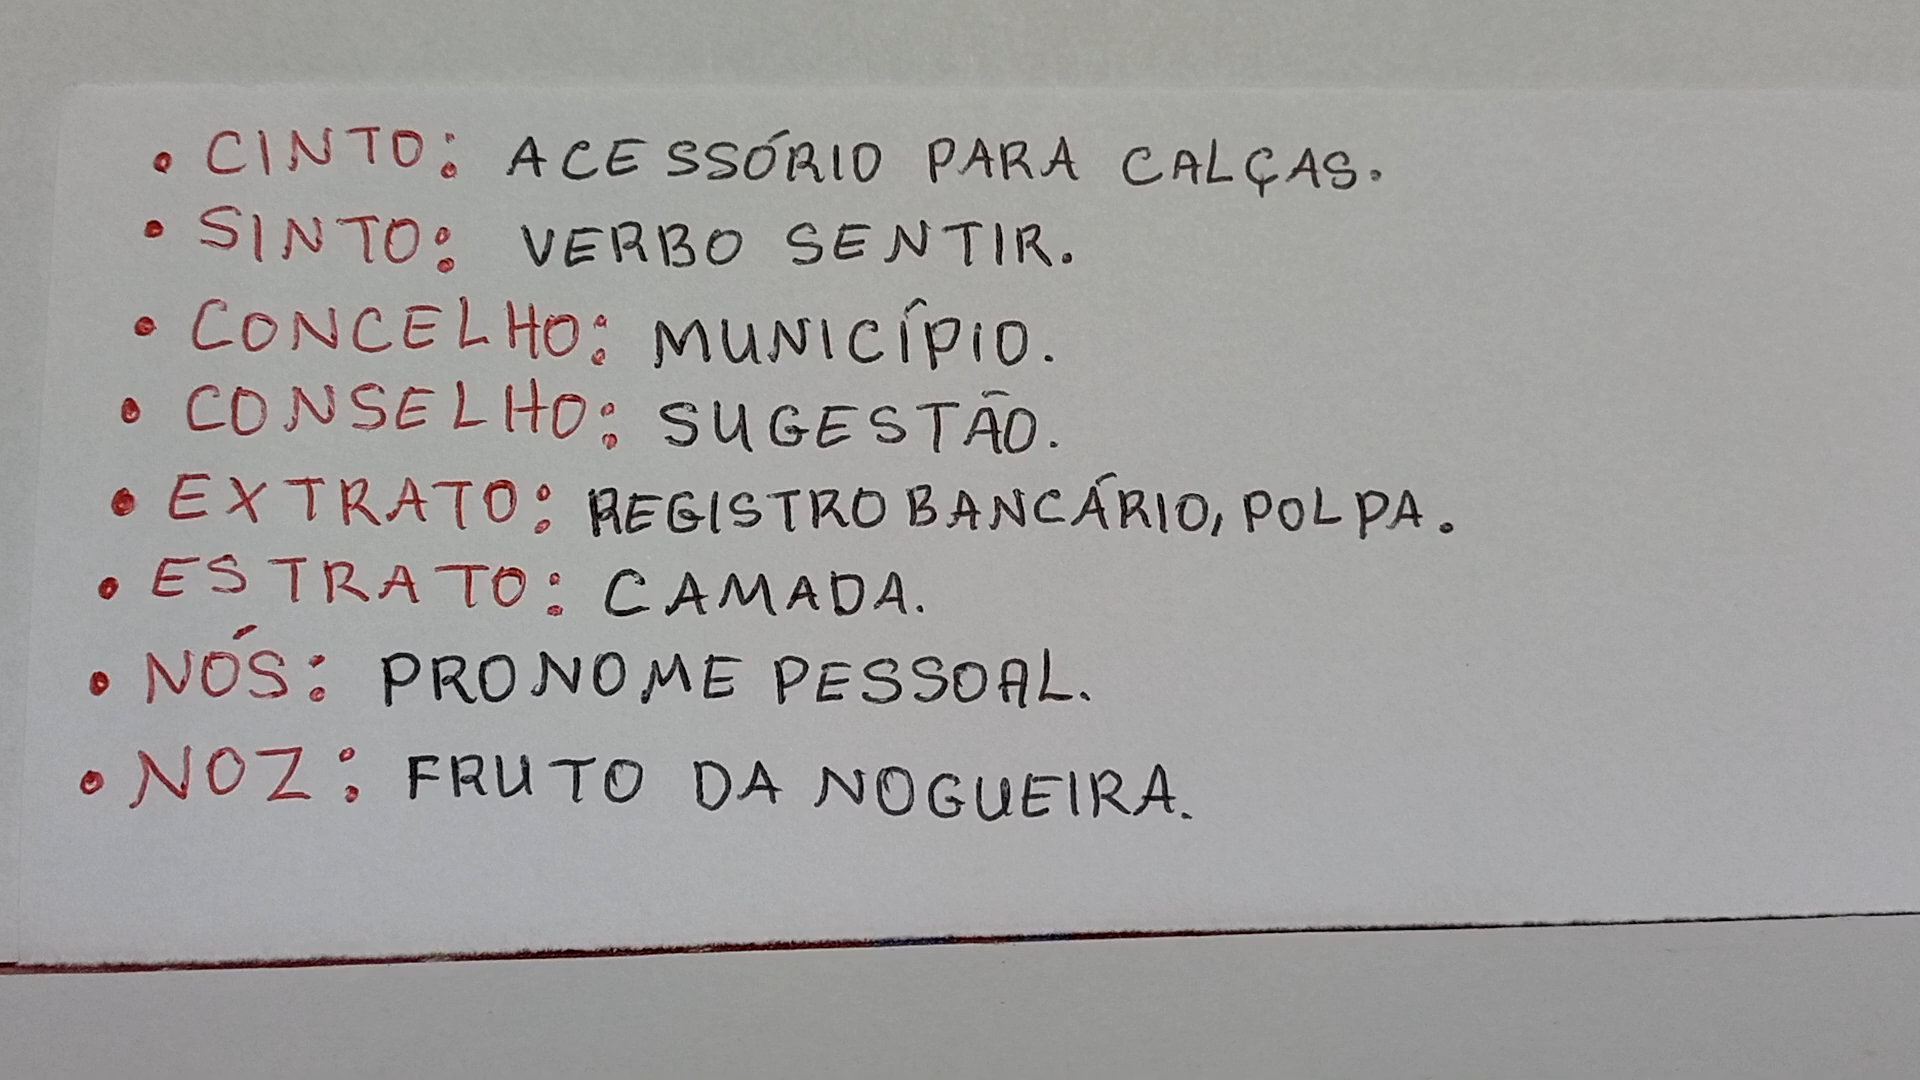 • CINTO: ACESSÓRIO PARA CALÇAS.
• SINTO: VERBO SENTIR.
• CONCELHO: MUNICÍPIO.
• CONSELHO: SUGESTÃO.
• EXTRATO: REGISTRO BANCÁRIO, POLPA.
• ESTRATO: CAMADA.
• NÓS: PRONOME PESSOAL.
• NOZ: FRUTO DA NOGUEIRA.